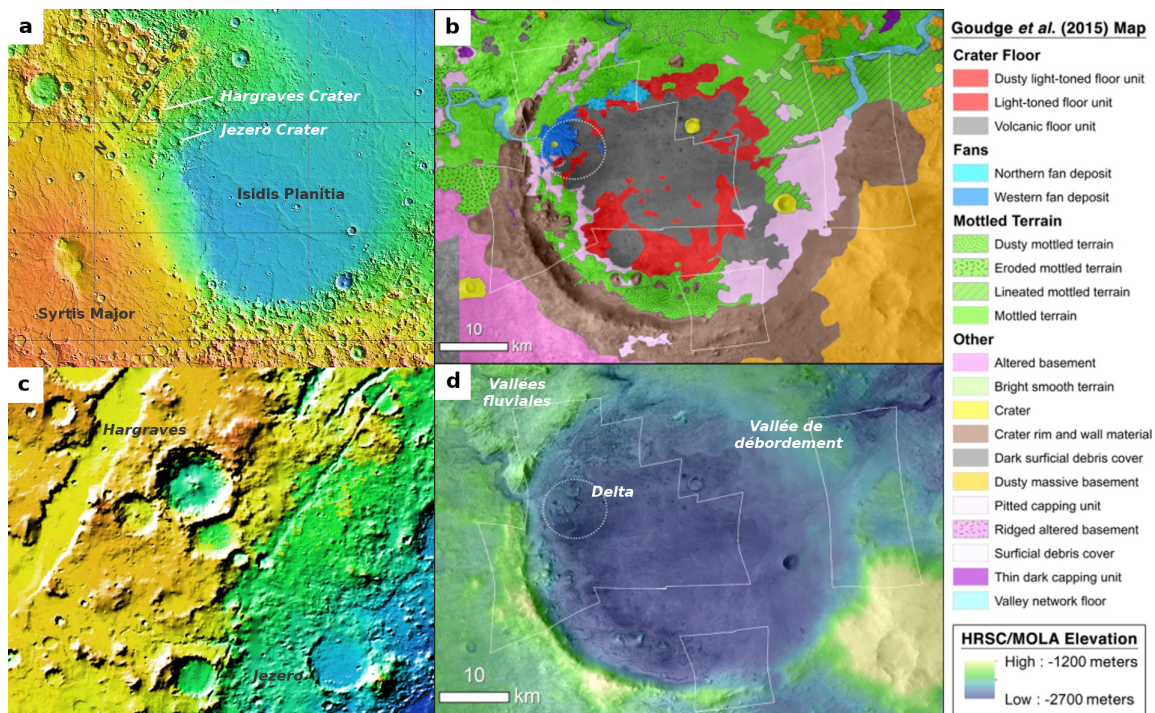 a
Nili Fossae
Hargraves Crater
Jezero Crater
Isidis Planitia
Syrtis Major
b
10
km
c
Hargraves
Jezero
d
Vallées
fluviales
Vallée de
débordement
Delta
10
km
Goudge et al. (2015) Map
Crater Floor
Dusty light-toned floor unit
Light-toned floor unit
Volcanic floor unit
Fans
Northern fan deposit
Western fan deposit
Mottled Terrain
Dusty mottled terrain
Eroded mottled terrain
Lineated mottled terrain
Mottled terrain
Other
Altered basement
Bright smooth terrain
Crater
Crater rim and wall material
Dark surficial debris cover
Dusty massive basement
Pitted capping unit
Ridged altered basement
Surficial debris cover
Thin dark capping unit
Valley network floor
HRSC/MOLA Elevation
High : -1200 meters
Low : -2700 meters